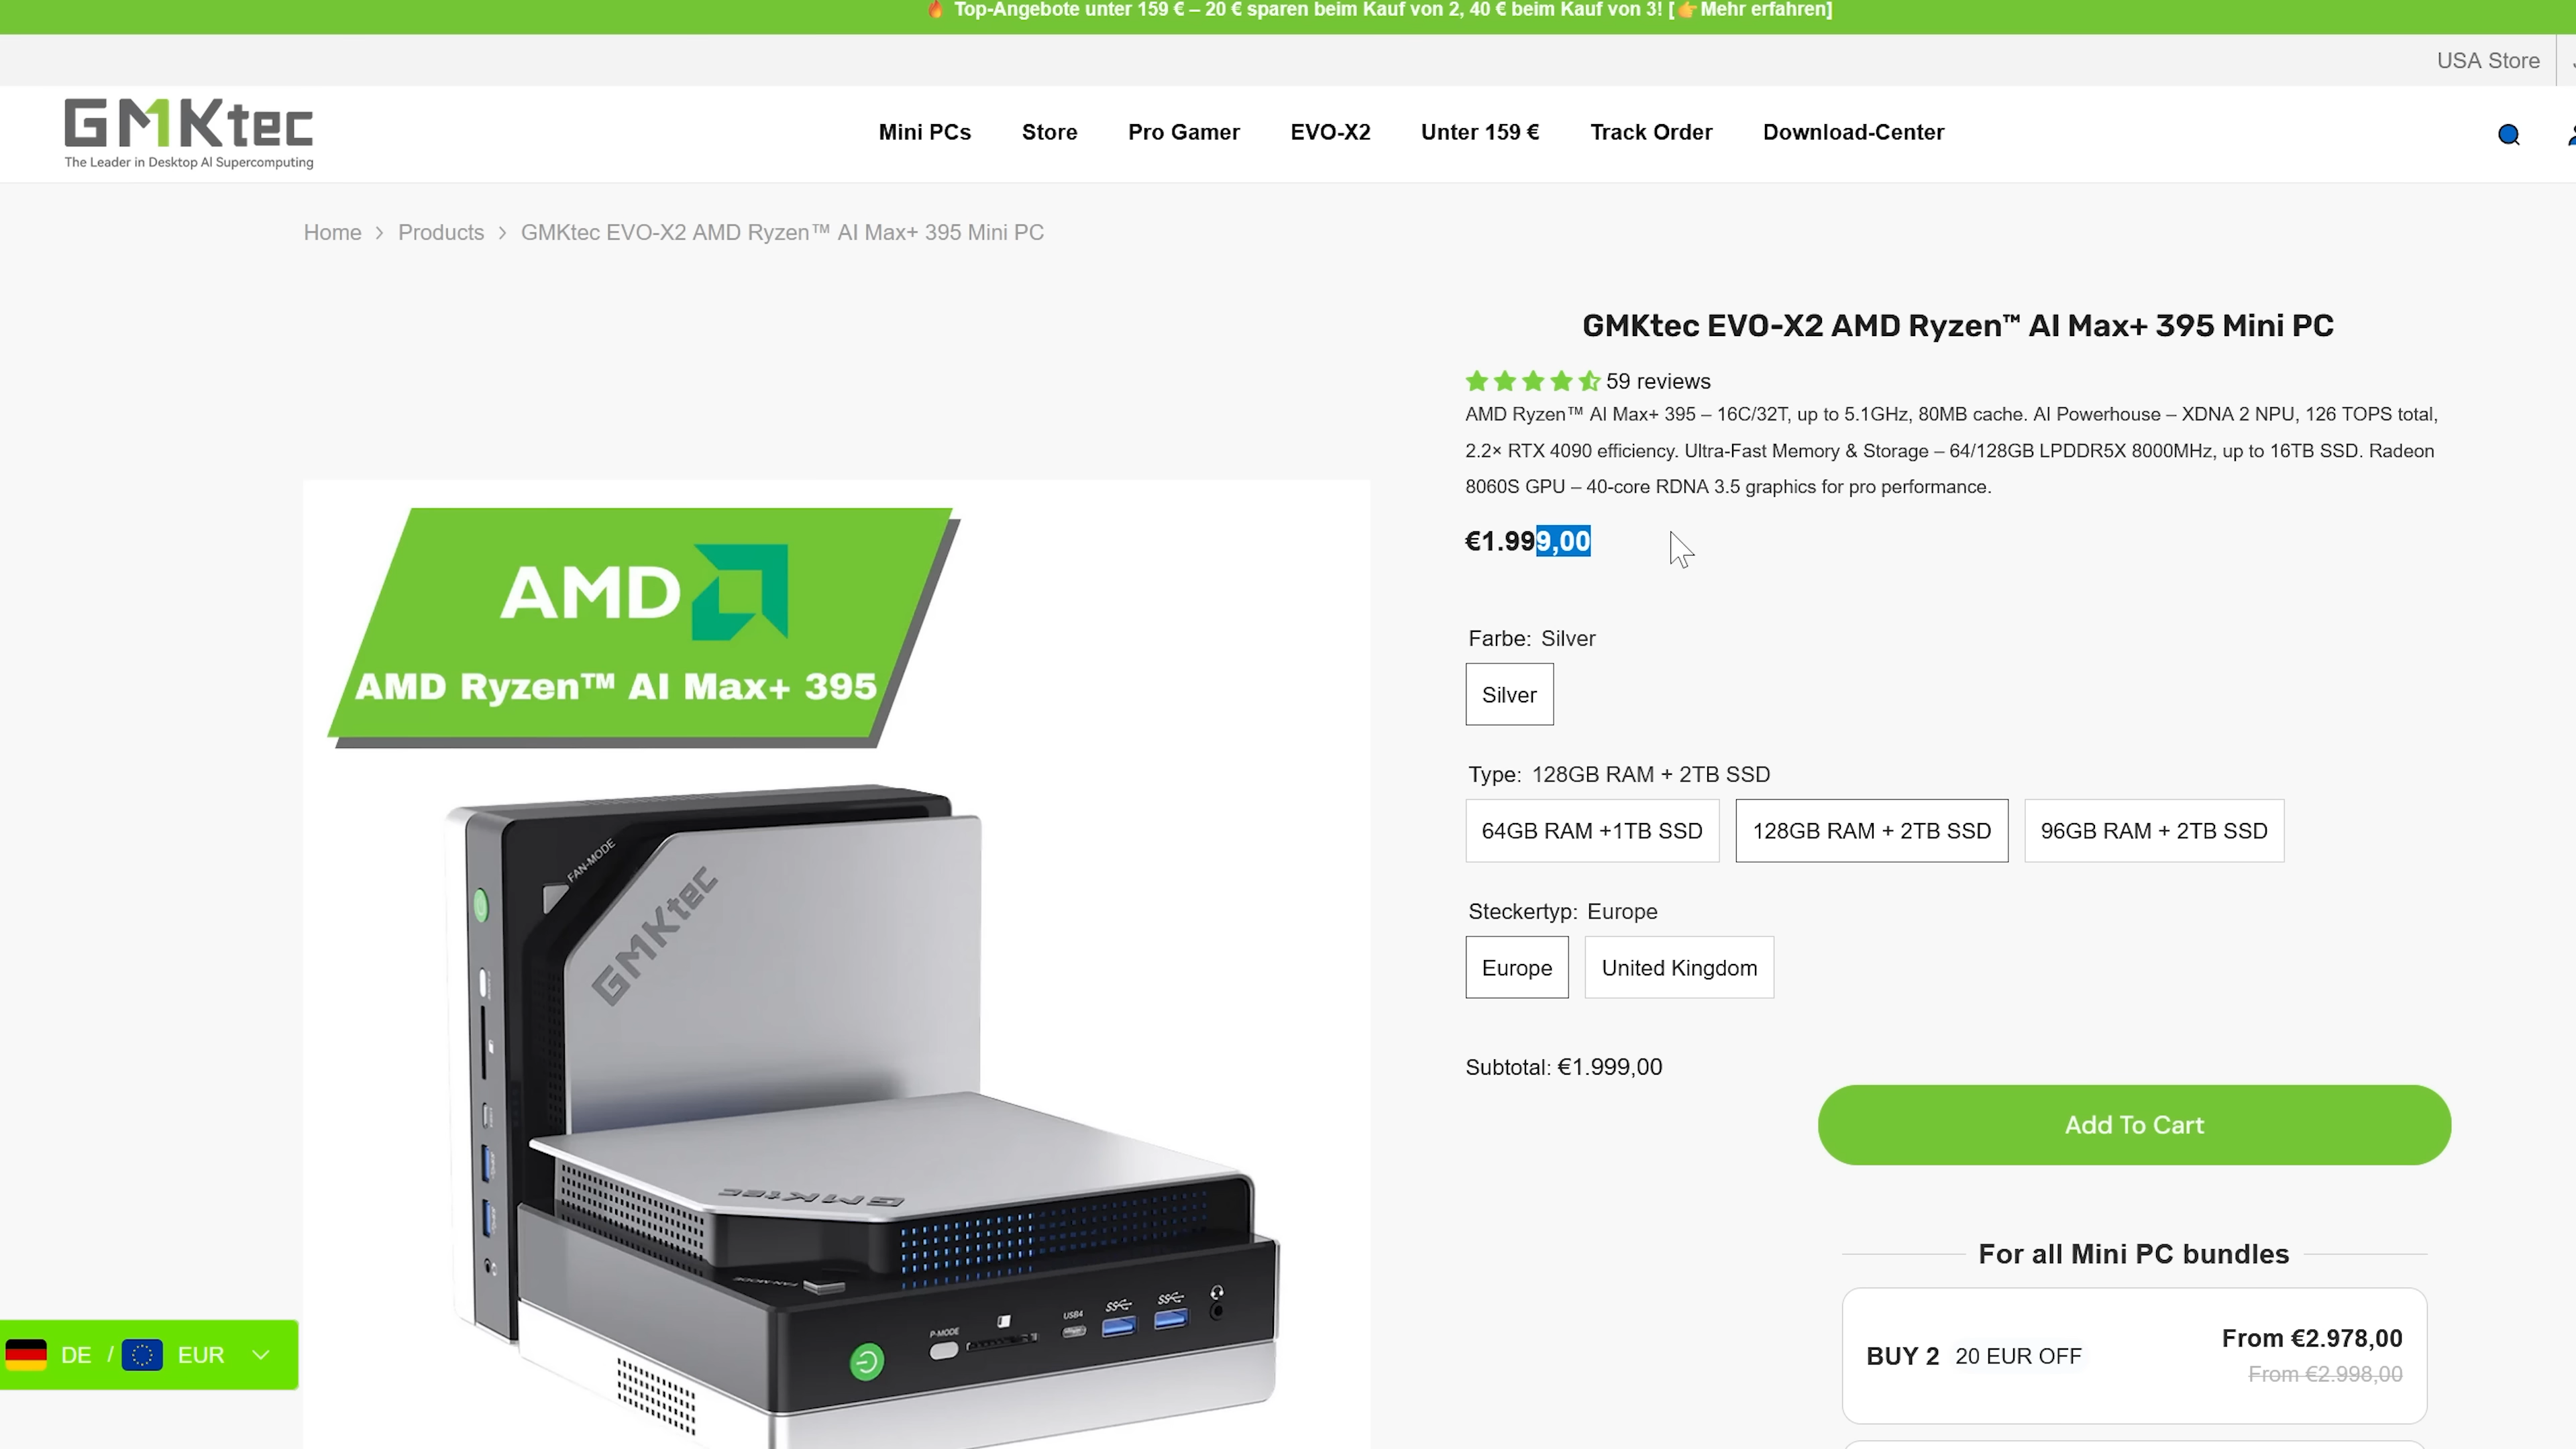 🔥 Top-Angebote unter 159 € – 20 € sparen beim Kauf von 2, 40 € beim Kauf von 3! [👉Mehr erfahren]
USA Store
GMKtec
The Leader in Desktop AI Supercomputing
Mini PCs Store Pro Gamer EVO-X2 Unter 159 € Track Order Download-Center
Home > Products > GMKtec EVO-X2 AMD Ryzen™ AI Max+ 395 Mini PC
GMKtec EVO-X2 AMD Ryzen™ AI Max+ 395 Mini PC
59 reviews
AMD Ryzen™ AI Max+ 395 – 16C/32T, up to 5.1GHz, 80MB cache. AI Powerhouse – XDNA 2 NPU, 126 TOPS total,
2.2× RTX 4090 efficiency. Ultra-Fast Memory & Storage – 64/128GB LPDDR5X 8000MHz, up to 16TB SSD. Radeon
8060S GPU – 40-core RDNA 3.5 graphics for pro performance.
€1.999,00
Farbe: Silver
Silver
Type: 128GB RAM + 2TB SSD
64GB RAM +1TB SSD 128GB RAM + 2TB SSD 96GB RAM + 2TB SSD
Steckertyp: Europe
Europe United Kingdom
Subtotal: €1.999,00
Add To Cart
For all Mini PC bundles
BUY 2 20 EUR OFF From €2.978,00
From €2.998,00
AMD
AMD Ryzen™ AI Max+ 395
FAN-MODE
GMKtec
GMKtec
FAN-MODE
P-MODE
USB4
SS
SS
DE / EUR